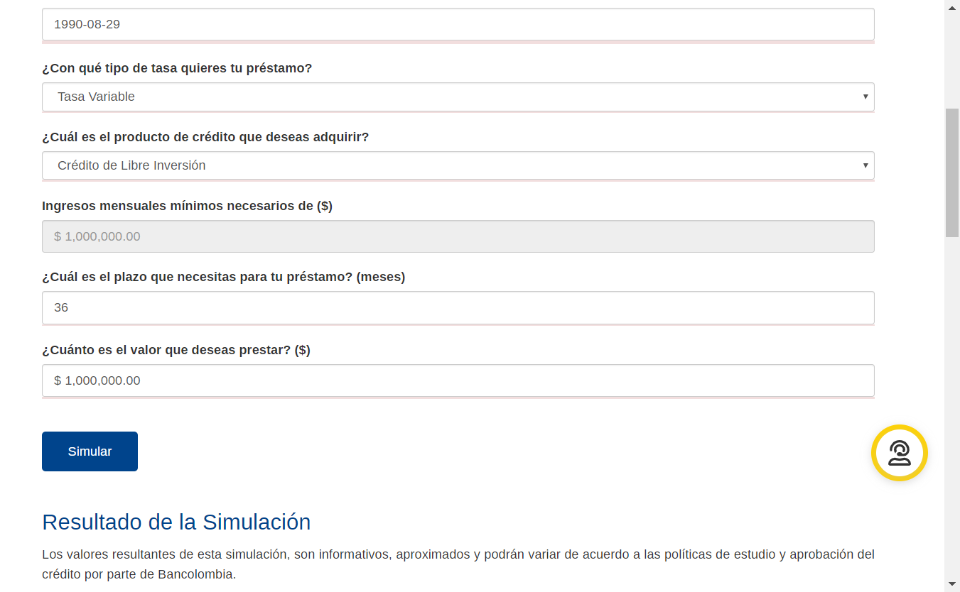 1990-08-29
¿Con qué tipo de tasa quieres tu préstamo?
Tasa Variable
¿Cuál es el producto de crédito que deseas adquirir?
Crédito de Libre Inversión
Ingresos mensuales mínimos necesarios de ($)
$ 1,000,000.00
¿Cuál es el plazo que necesitas para tu préstamo? (meses)
36
¿Cuánto es el valor que deseas prestar? ($)
$ 1,000,000.00
Simular
Resultado de la Simulación
Los valores resultantes de esta simulación, son informativos, aproximados y podrán variar de acuerdo a las políticas de estudio y aprobación del
crédito por parte de Bancolombia.